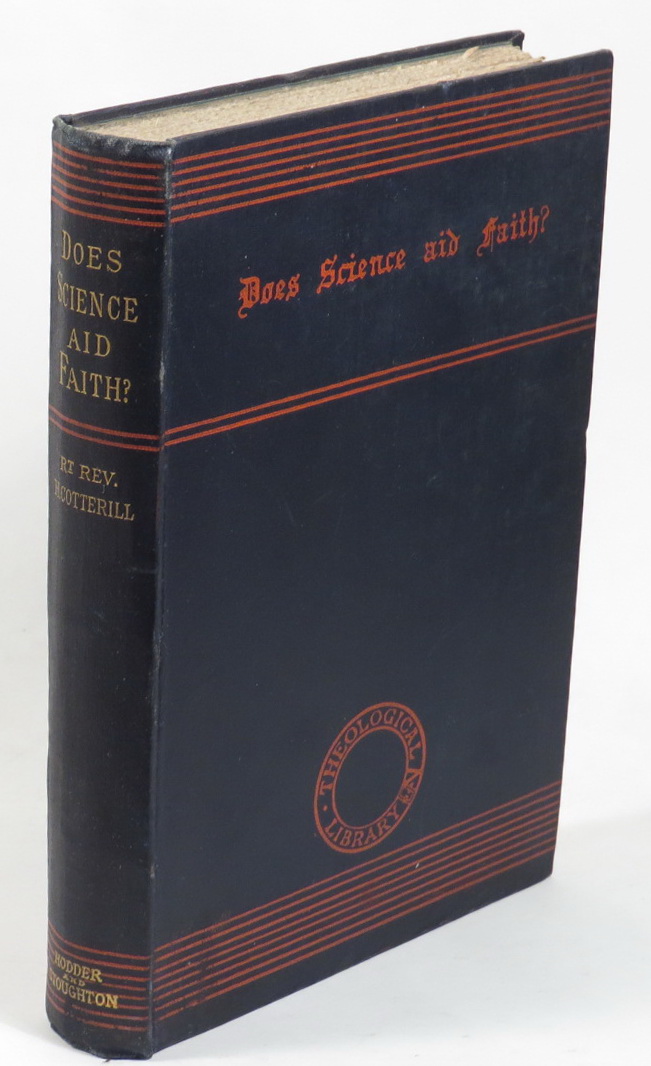 DOES
SCIENCE
AID
FAITH?
RT REV.
H.COTTERILL
HODDER
AND
STOUGHTON
Does Science aid Faith?
THEOLOGICAL
LIBRARY